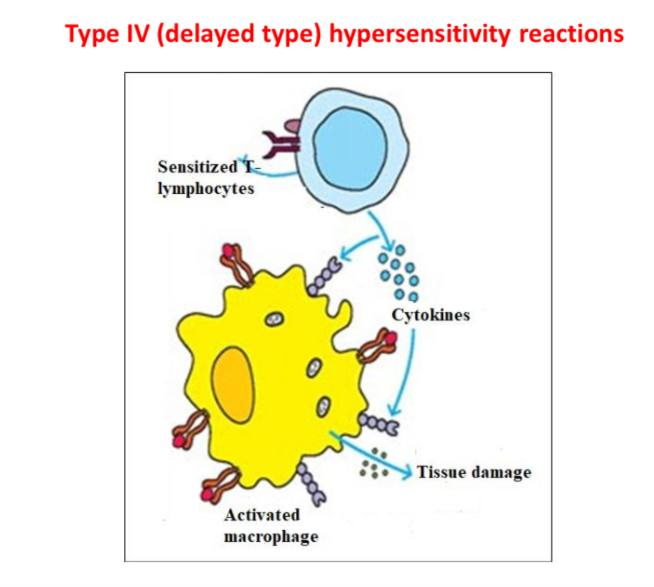 Type IV (delayed type) hypersensitivity reactions
Sensitized T-
lymphocytes
Cytokines
Tissue damage
Activated
macrophage